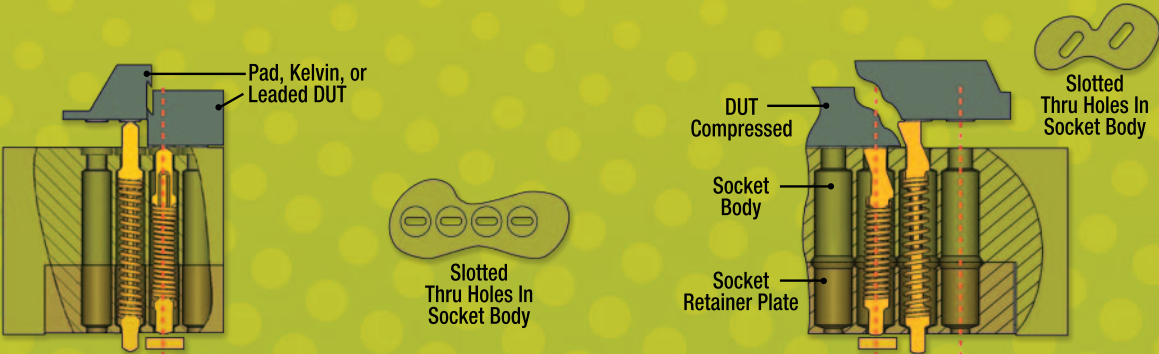 Pad, Kelvin, or
Leaded DUT
Slotted
Thru Holes In
Socket Body
DUT
Compressed
Socket
Body
Socket
Retainer Plate
Slotted
Thru Holes In
Socket Body